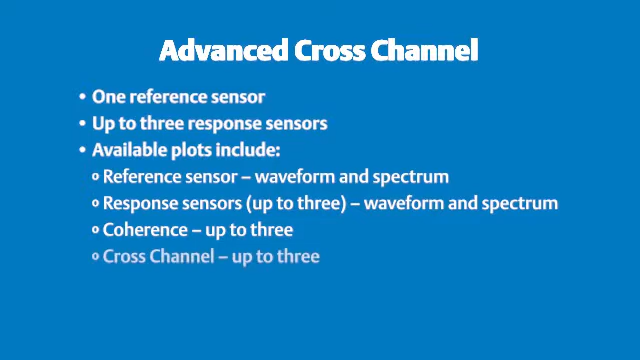 Advanced Cross Channel
• One reference sensor
• Up to three response sensors
• Available plots include:
o Reference sensor – waveform and spectrum
o Response sensors (up to three) – waveform and spectrum
o Coherence – up to three
o Cross Channel – up to three